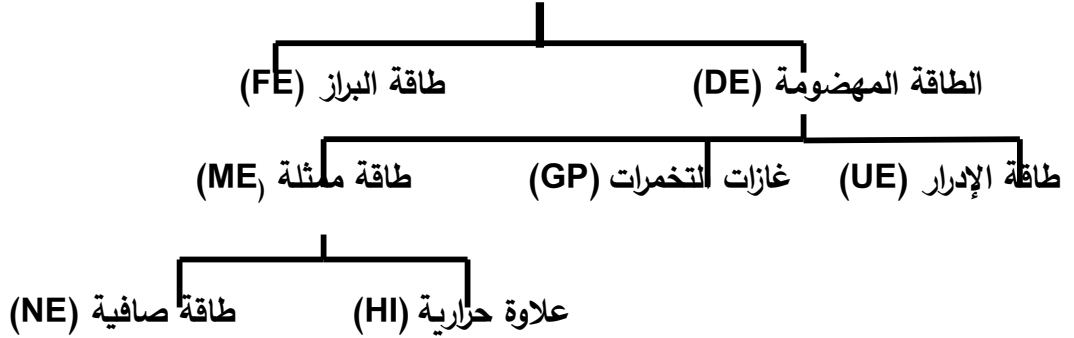 الطاقة المهضومة (DE) طاقة البراز (FE)
طاقة الإدرار (UE) غازات التخمرات (GP) طاقة ممثلة (ME)
علاوة حرارية (HI) طاقة صافية (NE)